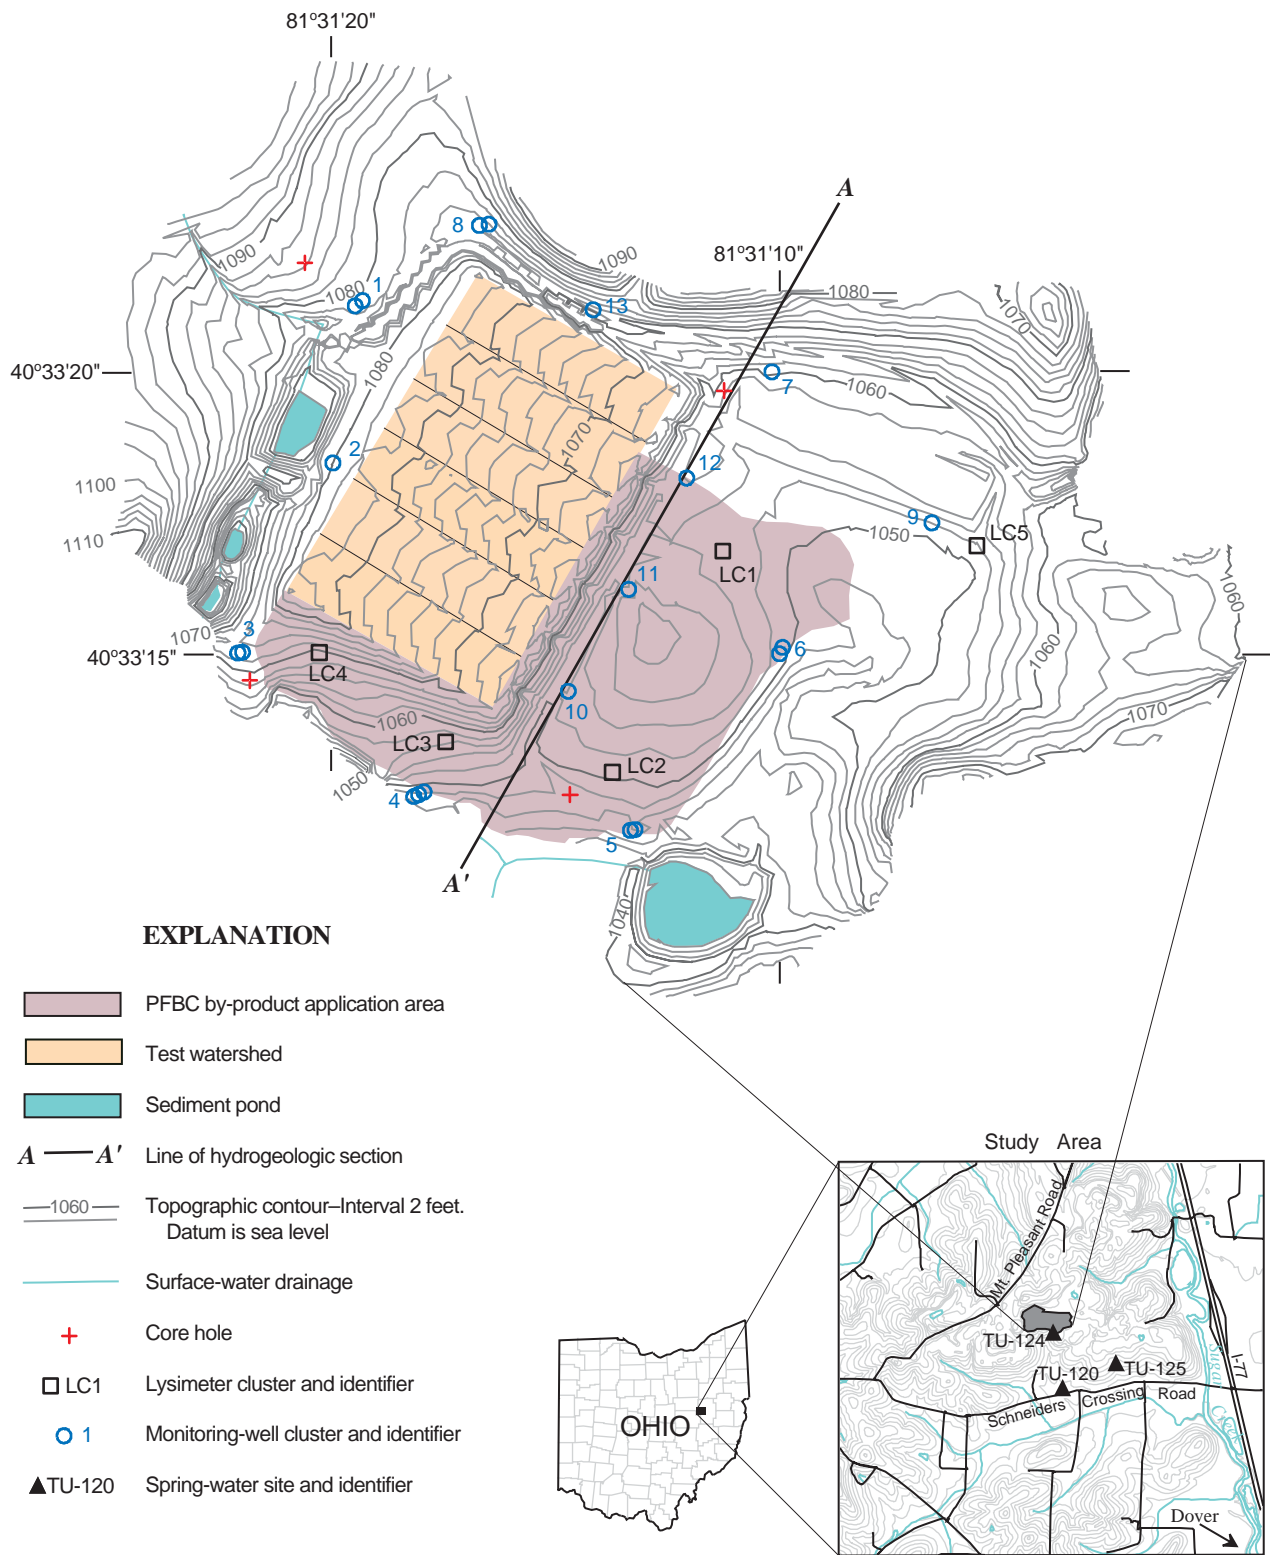 81°31'20"
A
8
1090
1090
81°31'10"
1080
1
1080
13
1070
40°33'20"
1080
7
1060
1070
2
12
1100
9
1050
LC5
1110
LC1
11
1060
1070
3
40°33'15"
6
1060
LC4
10
1070
1060
LC3
LC2
1050
4
5
A'
1040
EXPLANATION
PFBC by-product application area
Test watershed
Sediment pond
A A' Line of hydrogeologic section
1060 Topographic contour–Interval 2 feet.
Datum is sea level
Surface-water drainage
Core hole
LC1 Lysimeter cluster and identifier
1 Monitoring-well cluster and identifier
TU-120 Spring-water site and identifier
OHIO
Study Area
Mt. Pleasant Road
TU-124
TU-120
TU-125
Schneiders Crossing Road
I-77
Sugar Creek
Dover